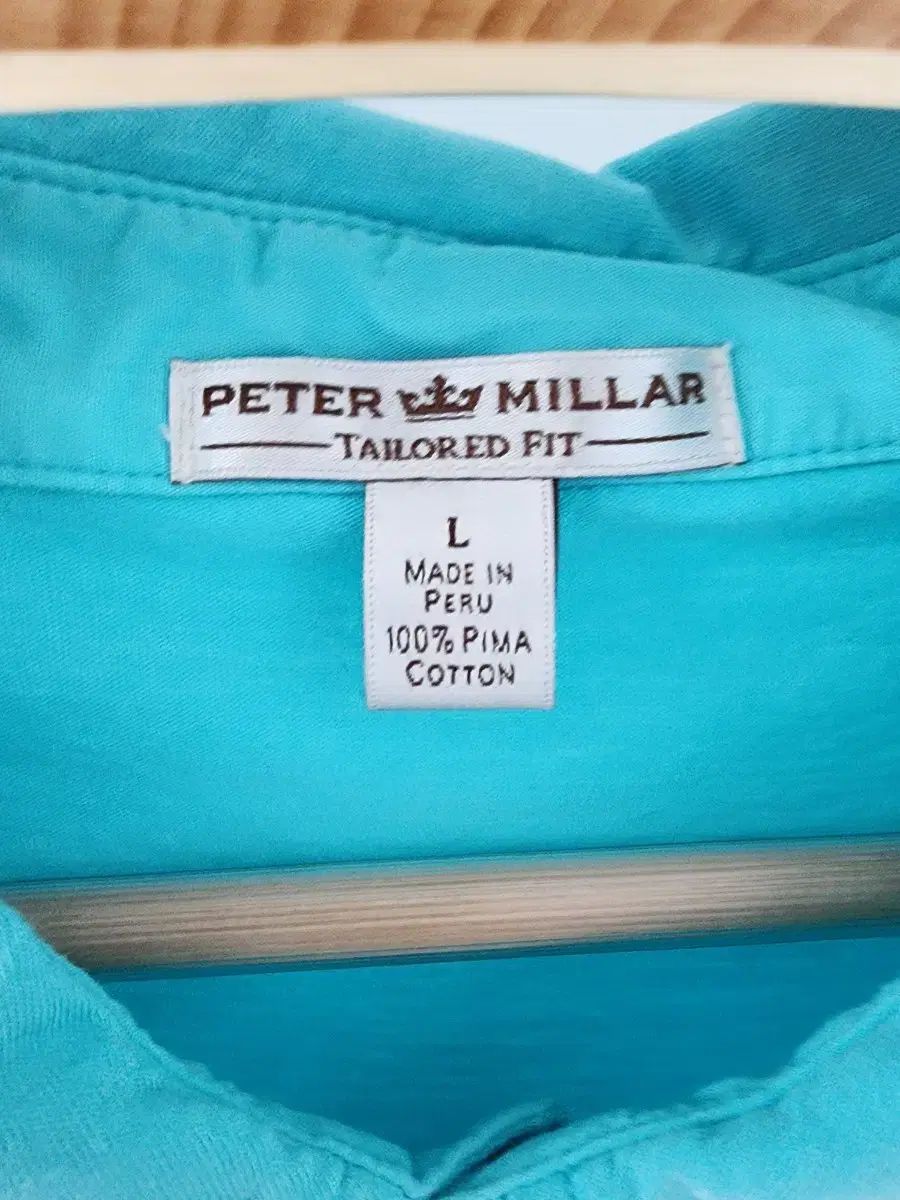 PETER MILLAR
TAILORED FIT
L
MADE IN
PERU
100% PIMA
COTTON